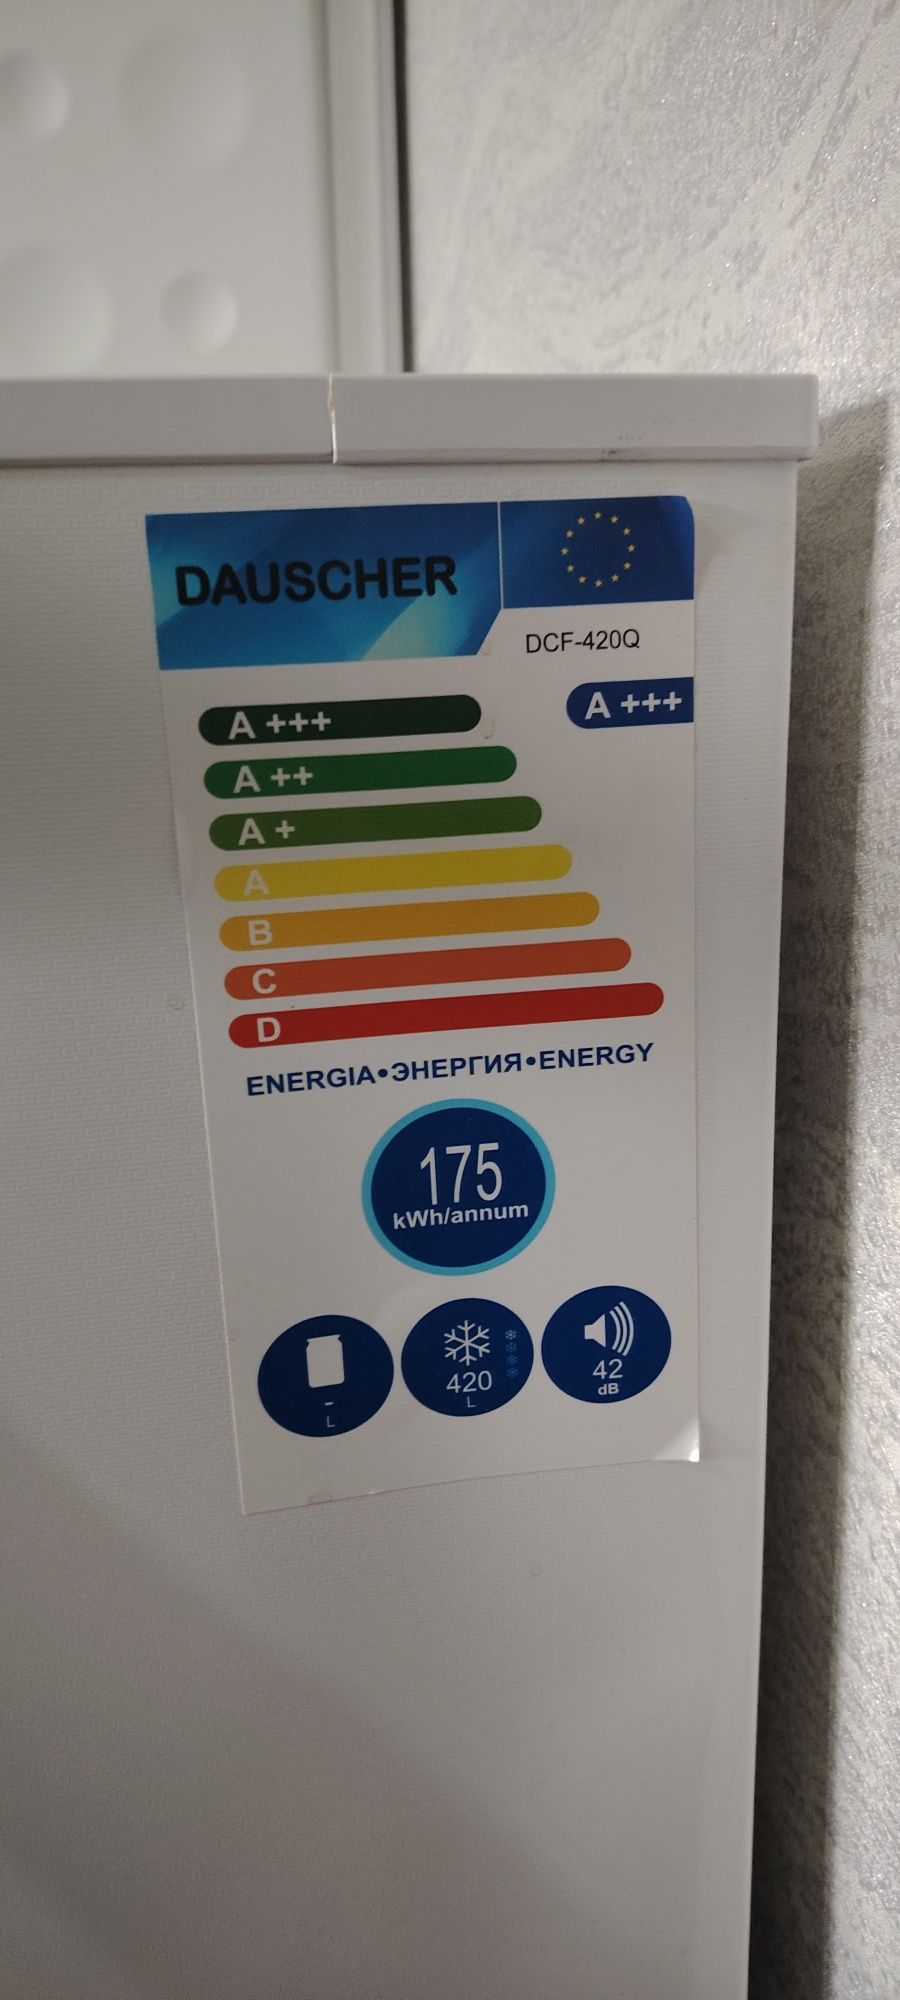 DAUSCHER
DCF-420Q
A +++
A +++
A ++
A +
A
B
C
D
ENERGIA•ЭНЕРГИЯ•ENERGY
175
kWh/annum
-
L
420
L
42
dB